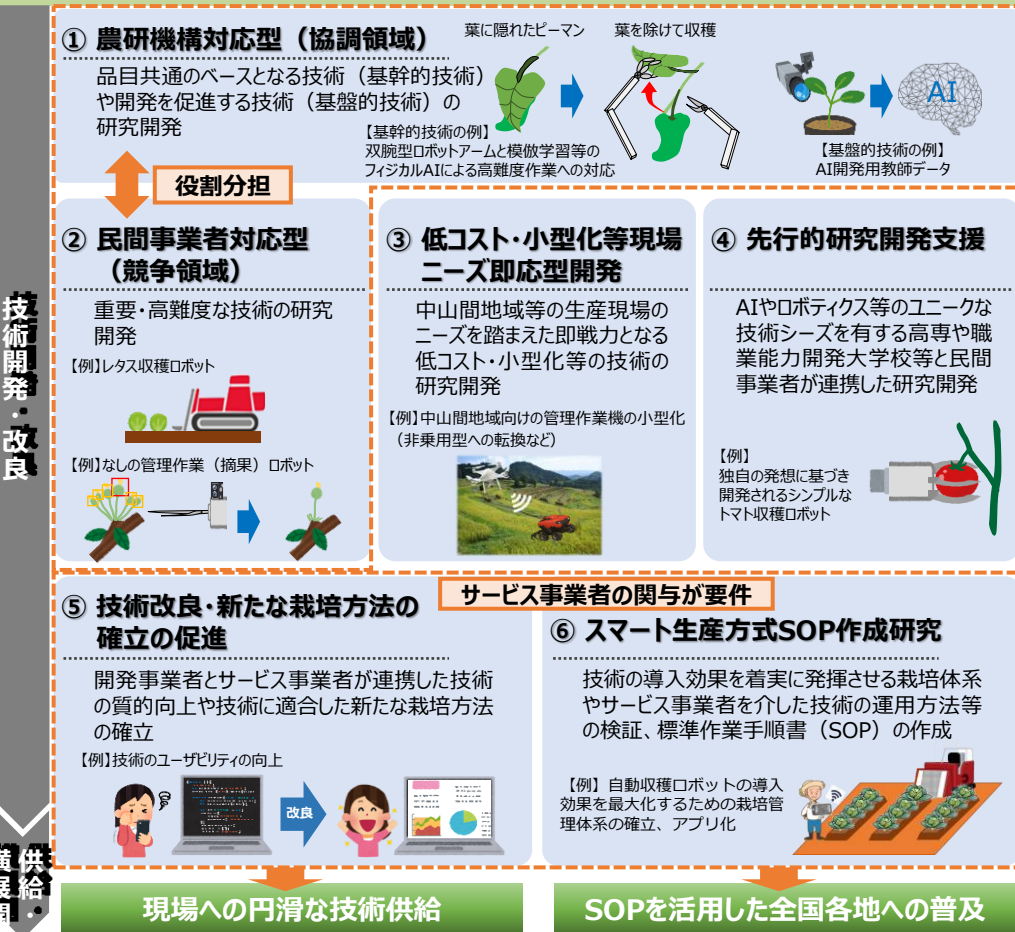 ① 農研機構対応型（協調領域）
品目共通のベースとなる技術（基幹的技術）
や開発を促進する技術（基盤的技術）の
研究開発
葉に隠れたピーマン
葉を除けて収穫
【基幹的技術の例】
双腕型ロボットアームと模倣学習等の
フィジカルAIによる高難度作業への対応
AI
【基盤的技術の例】
AI開発用教師データ
役割分担
② 民間事業者対応型
（競争領域）
重要・高難度な技術の研究
開発
【例】レタス収穫ロボット
【例】なしの管理作業（摘果）ロボット
③ 低コスト・小型化等現場
ニーズ即応型開発
中山間地域等の生産現場の
ニーズを踏まえた即戦力となる
低コスト・小型化等の技術の
研究開発
【例】中山間地域向けの管理作業機の小型化
（非乗用型への転換など）
④ 先行的研究開発支援
AIやロボティクス等のユニークな
技術シーズを有する高専や職
業能力開発大学校等と民間
事業者が連携した研究開発
【例】
独自の発想に基づき
開発されるシンプルな
トマト収穫ロボット
技術開発・改良
サービス事業者の関与が要件
⑤ 技術改良・新たな栽培方法の
確立の促進
開発事業者とサービス事業者が連携した技術
の質的向上や技術に適合した新たな栽培方法
の確立
【例】技術のユーザビリティの向上
改良
⑥ スマート生産方式SOP作成研究
技術の導入効果を着実に発揮させる栽培体系
やサービス事業者を介した技術の運用方法等
の検証、標準作業手順書（SOP）の作成
【例】 自動収穫ロボットの導入
効果を最大化するための栽培管
理体系の確立、アプリ化
供給・
横展開
現場への円滑な技術供給
SOPを活用した全国各地への普及